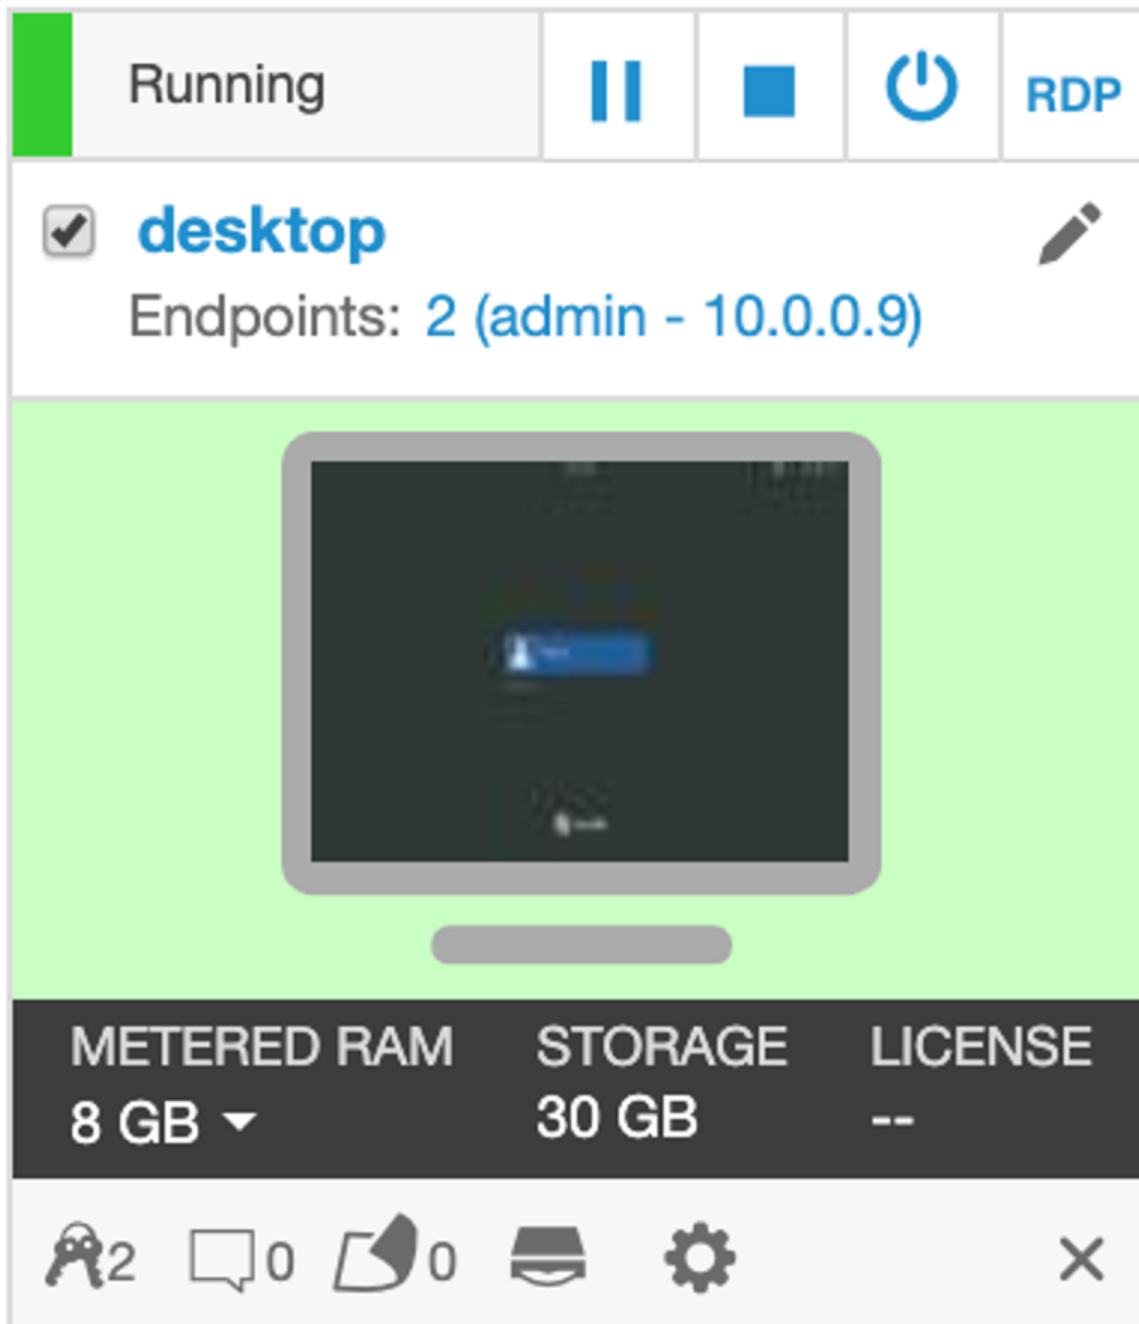 Running
RDP
desktop
Endpoints: 2 (admin - 10.0.0.9)
METERED RAM STORAGE LICENSE
8 GB 30 GB --
2 0 0